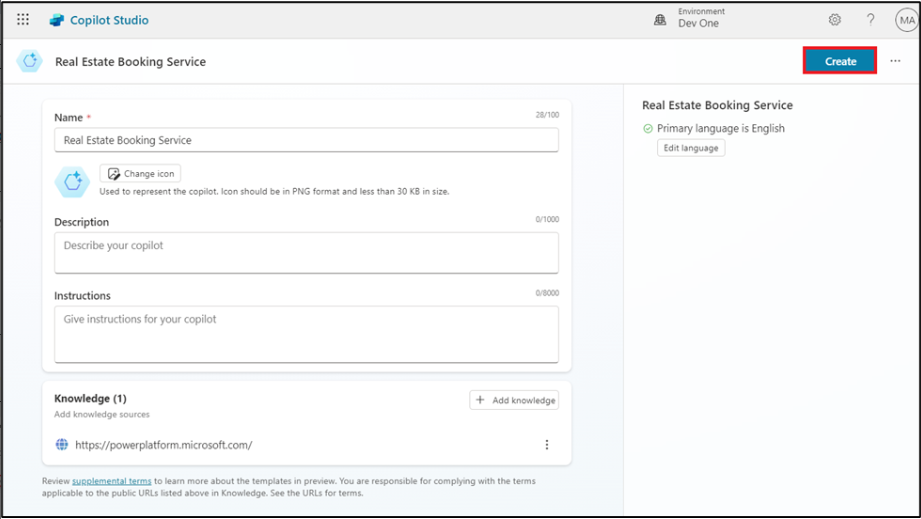 Copilot Studio
Environment
Dev One
?
MA
Real Estate Booking Service
Create
...
Name *
28/100
Real Estate Booking Service
Change icon
Used to represent the copilot. Icon should be in PNG format and less than 30 KB in size.
Description
0/1000
Describe your copilot
Instructions
0/8000
Give instructions for your copilot
Knowledge (1)
+ Add knowledge
Add knowledge sources
https://powerplatform.microsoft.com/
Review supplemental terms to learn more about the templates in preview. You are responsible for complying with the terms
applicable to the public URLs listed above in Knowledge. See the URLs for terms.
Real Estate Booking Service
Primary language is English
Edit language